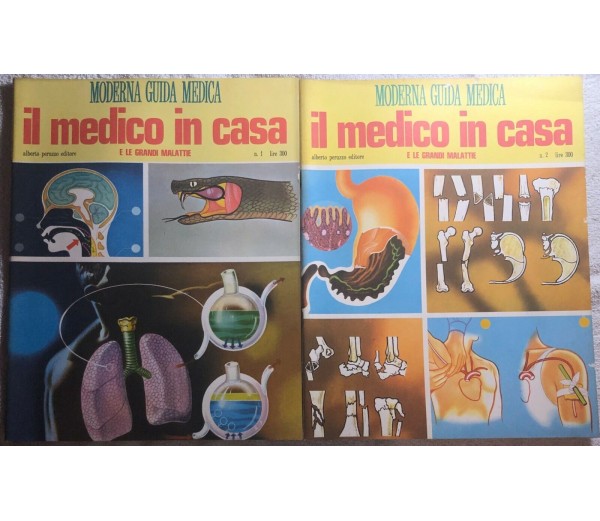 MODERNA GUIDA MEDICA
il medico in casa
alberto peruzzo editore E LE GRANDI MALATTIE n. 1 lire 300
MODERNA GUIDA MEDICA
il medico in casa
alberto peruzzo editore E LE GRANDI MALATTIE n. 2 lire 300